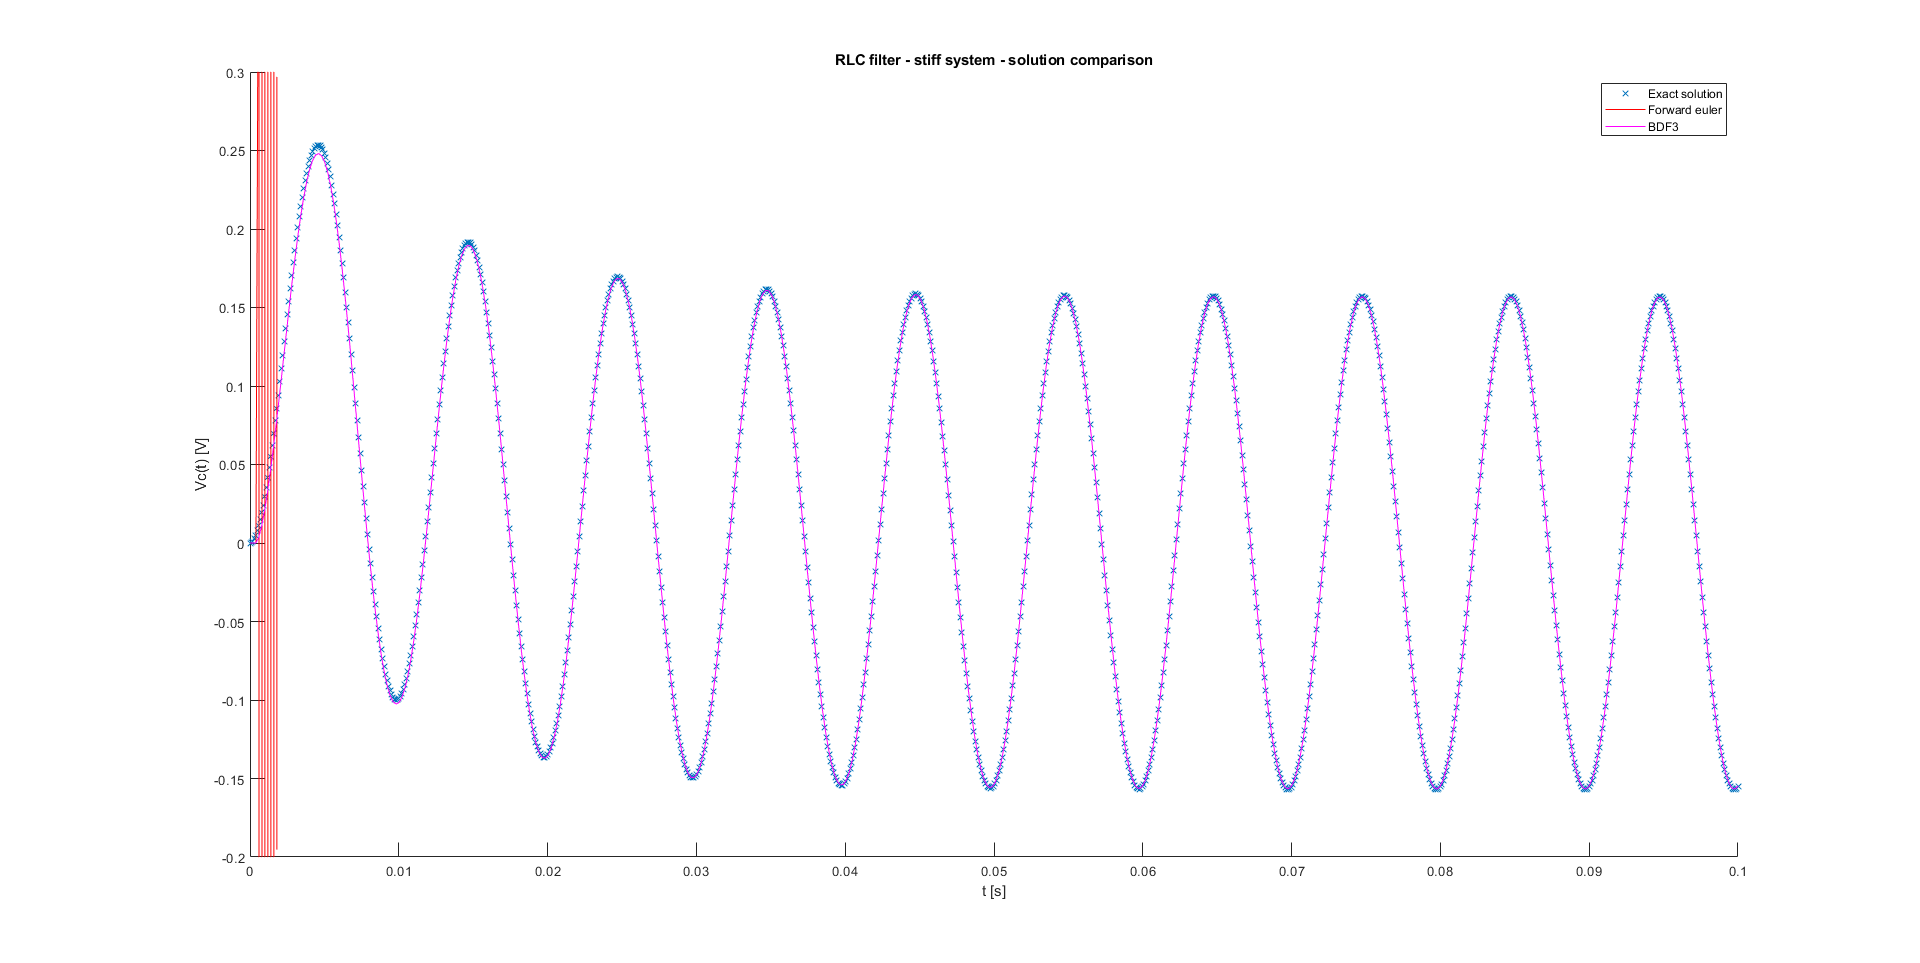 RLC filter - stiff system - solution comparison
Exact solution
Forward euler
BDF3
0.3
0.25
0.2
0.15
0.1
0.05
0
-0.05
-0.1
-0.15
-0.2
Vc(t) [V]
0 0.01 0.02 0.03 0.04 0.05 0.06 0.07 0.08 0.09 0.1
t [s]